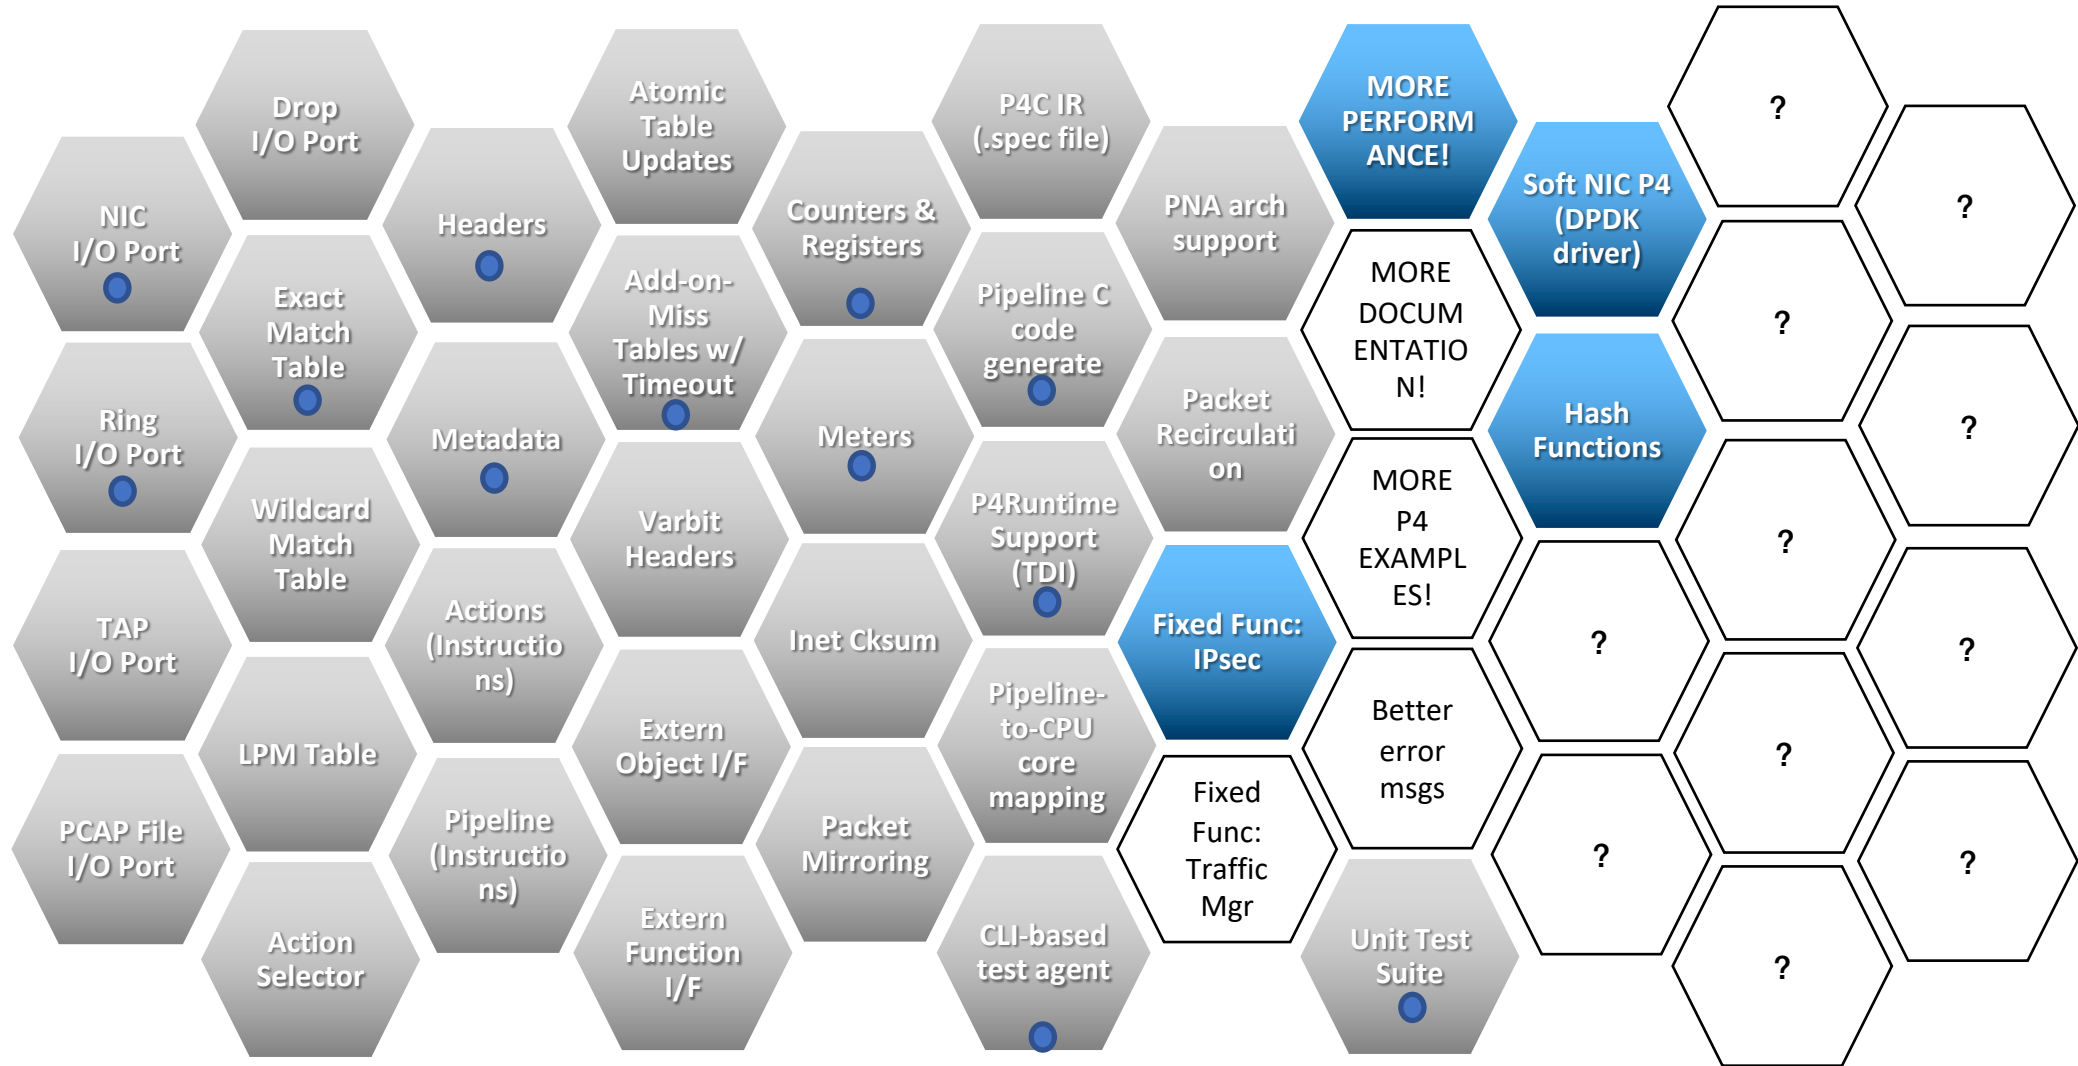 NIC
I/O Port
Ring
I/O Port
TAP
I/O Port
PCAP File
I/O Port
Drop
I/O Port
Exact
Match
Table
Wildcard
Match
Table
LPM Table
Action
Selector
Headers
Metadata
Actions
(Instructio
ns)
Pipeline
(Instructio
ns)
Atomic
Table
Updates
Add-on-
Miss
Tables w/
Timeout
Varbit
Headers
Extern
Object I/F
Extern
Function
I/F
Counters &
Registers
Meters
Inet Cksum
Packet
Mirroring
P4C IR
(.spec file)
Pipeline C
code
generate
P4Runtime
Support
(TDI)
Pipeline-
to-CPU
core
mapping
CLI-based
test agent
PNA arch
support
Packet
Recirculati
on
Fixed Func:
IPsec
Fixed
Func:
Traffic
Mgr
MORE
PERFORM
ANCE!
MORE
DOCUM
ENTATIO
N!
MORE
P4
EXAMPL
ES!
Better
error
msgs
Unit Test
Suite
Soft NIC P4
(DPDK
driver)
Hash
Functions
?
?
?
?
?
?
?
?
?
?
?